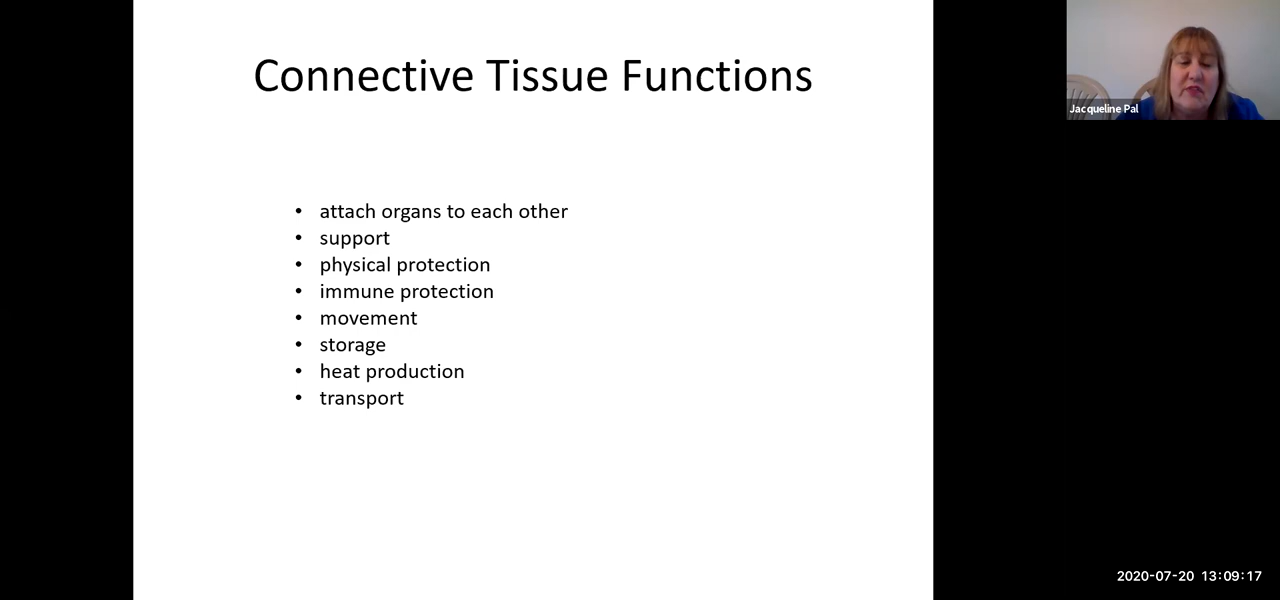 Connective Tissue Functions
Jacqueline Pal
• attach organs to each other
• support
• physical protection
• immune protection
• movement
• storage
• heat production
• transport
2020-07-20 13:09:17